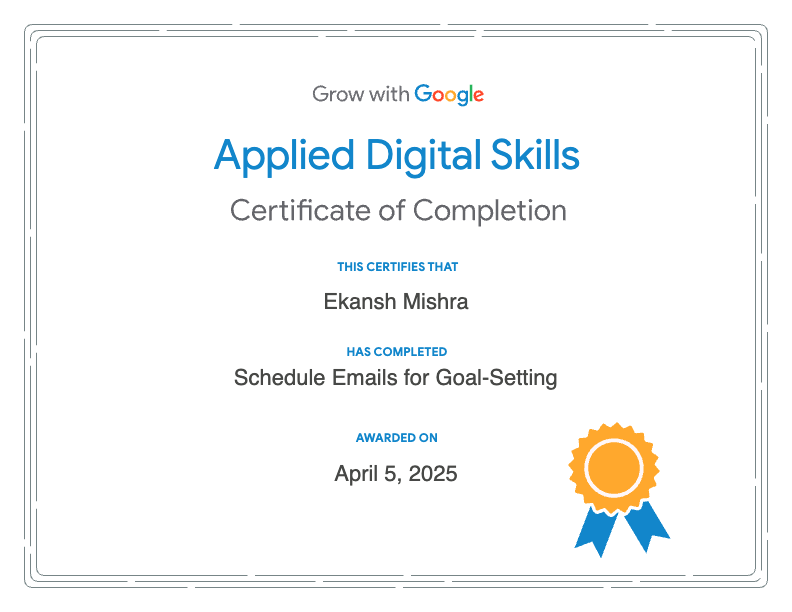 Grow with Google
Applied Digital Skills
Certificate of Completion
THIS CERTIFIES THAT
Ekansh Mishra
HAS COMPLETED
Schedule Emails for Goal-Setting
AWARDED ON
April 5, 2025